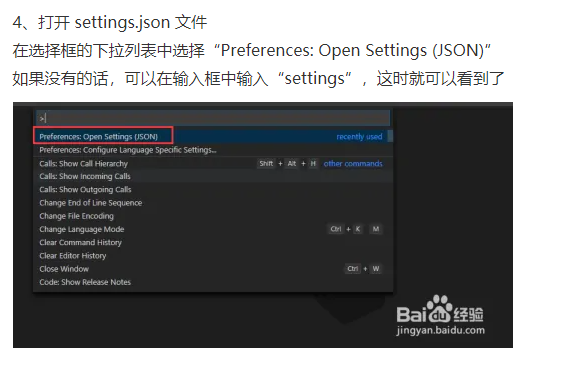 4、打开 settings.json 文件
在选择框的下拉列表中选择“Preferences: Open Settings (JSON)”
如果没有的话，可以在输入框中输入“settings”，这时就可以看到了
>
Preferences: Open Settings (JSON) recently used
Preferences: Configure Language Specific Settings...
Calls: Show Call Hierarchy Shift + Alt + H other commands
Calls: Show Incoming Calls
Calls: Show Outgoing Calls
Change End of Line Sequence
Change File Encoding
Change Language Mode Ctrl + K M
Clear Command History
Clear Editor History
Close Window Ctrl + W
Code: Show Release Notes
Baidu 经验
jingyan.baidu.com